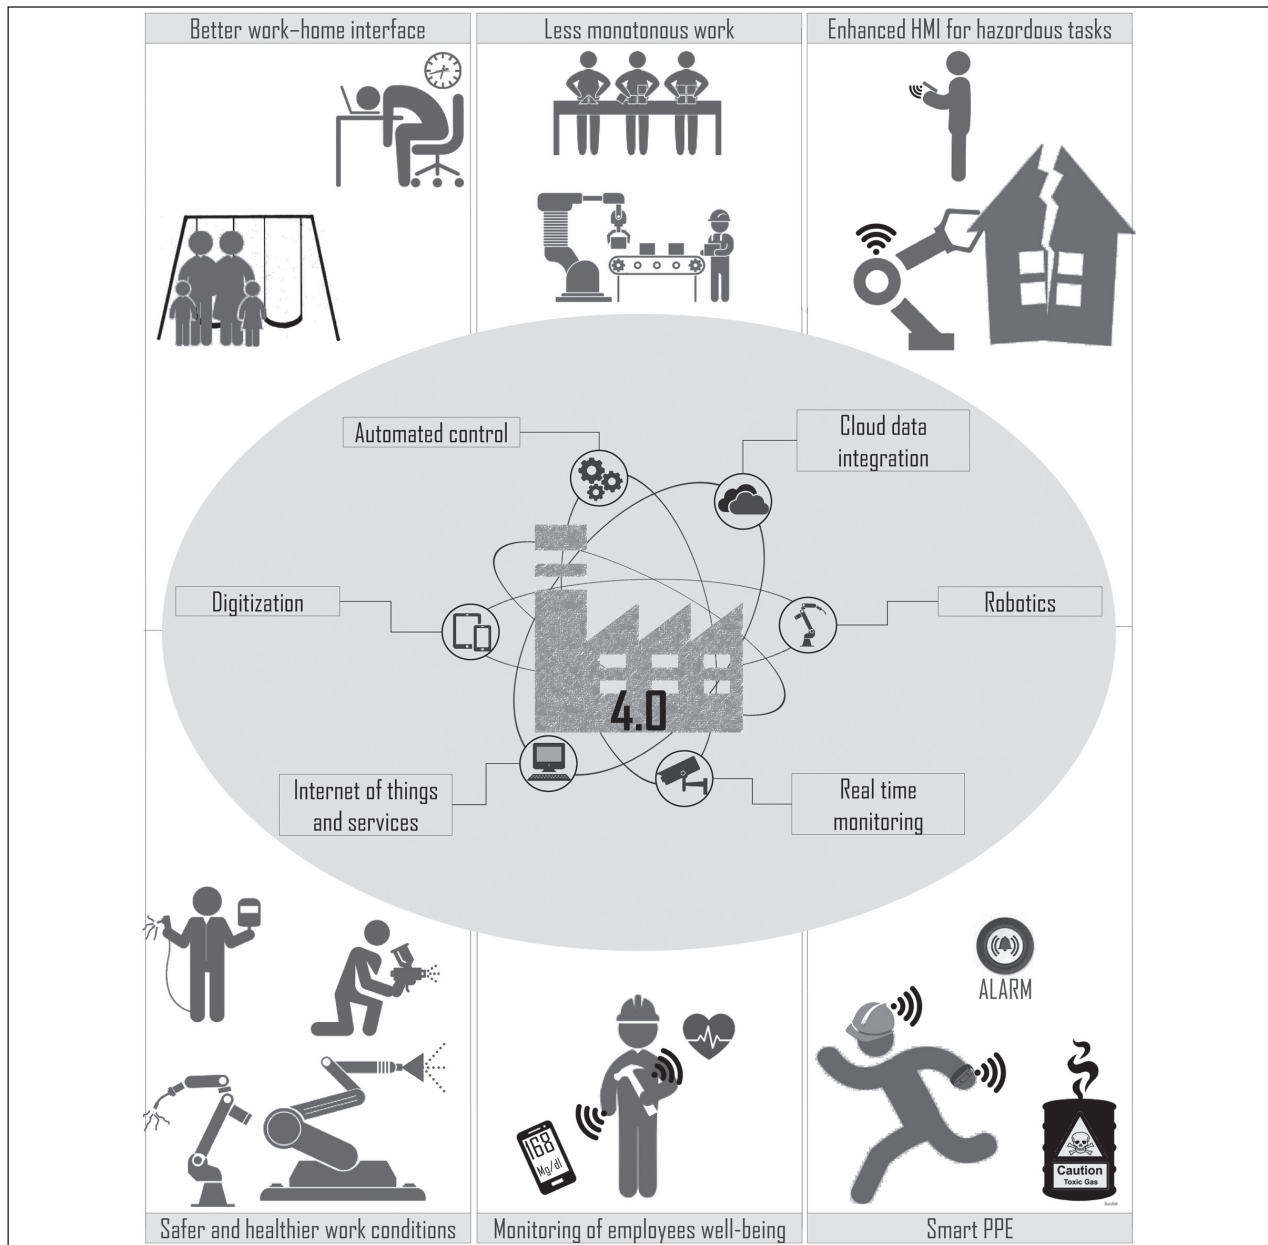 Better work–home interface
Less monotonous work
Enhanced HMI for hazordous tasks
Automated control
Cloud data
integration
Digitization
Robotics
4.0
Internet of things
and services
Real time
monitoring
ALARM
168
Mg/dl
Caution
Toxic Gas
Safer and healthier work conditions
Monitoring of employees well-being
Smart PPE